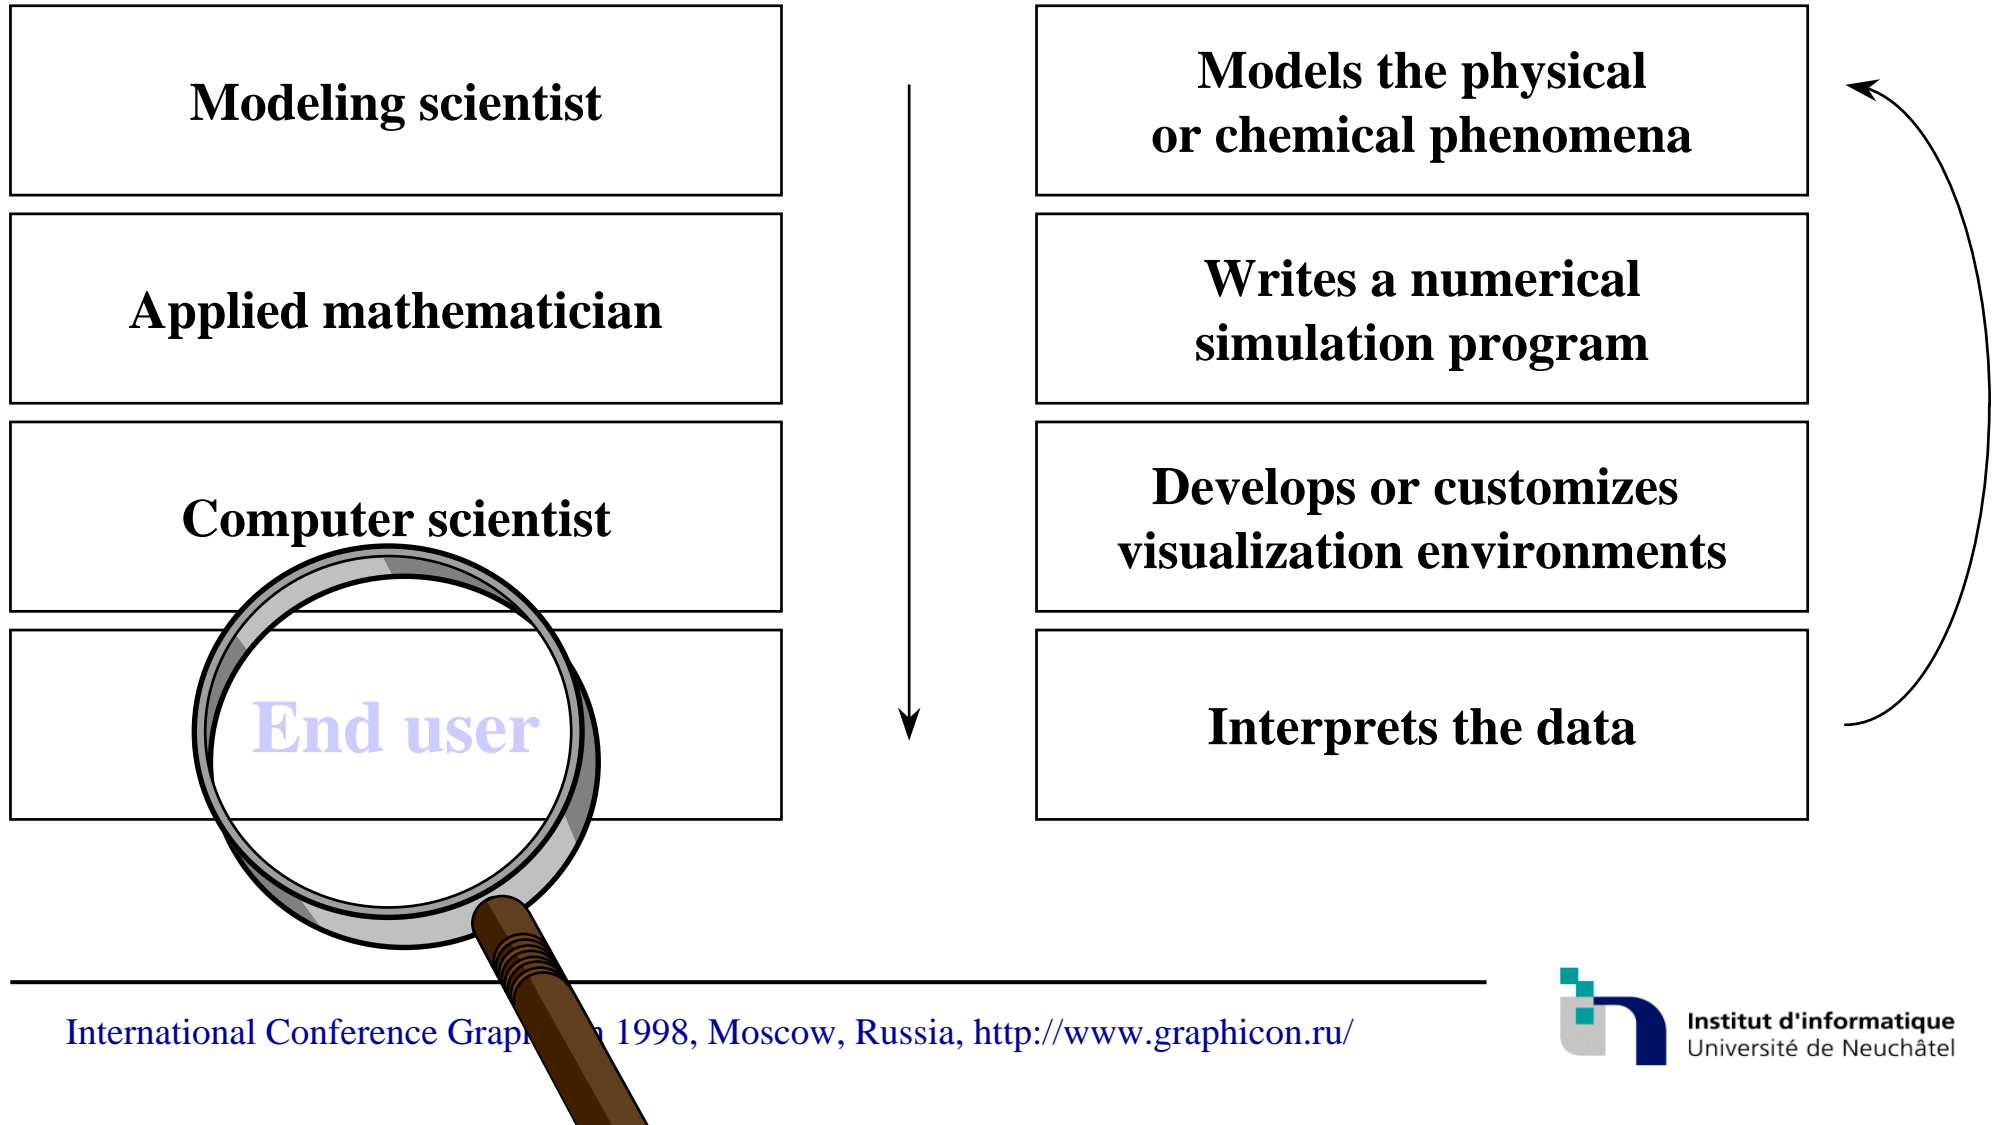 Modeling scientist
Models the physical
or chemical phenomena
Applied mathematician
Writes a numerical
simulation program
Computer scientist
Develops or customizes
visualization environments
End user
Interprets the data
International Conference Grap n 1998, Moscow, Russia, http://www.graphicon.ru/
Institut d'informatique
Université de Neuchâtel